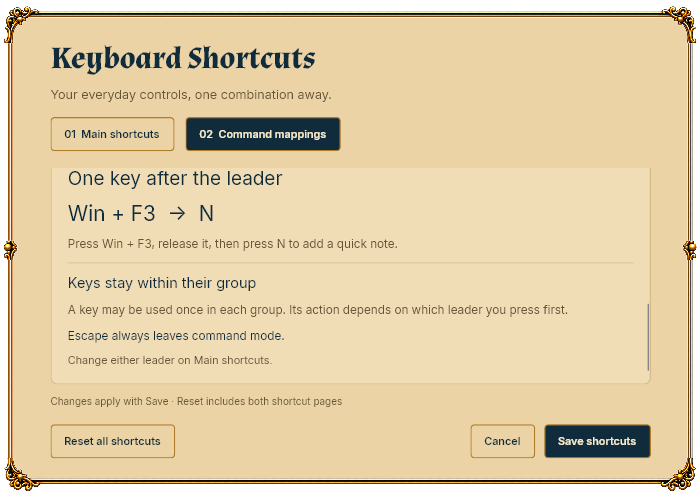 Keyboard Shortcuts
Your everyday controls, one combination away.
01 Main shortcuts
02 Command mappings
One key after the leader
Win + F3 → N
Press Win + F3, release it, then press N to add a quick note.
Keys stay within their group
A key may be used once in each group. Its action depends on which leader you press first.
Escape always leaves command mode.
Change either leader on Main shortcuts.
Changes apply with Save · Reset includes both shortcut pages
Reset all shortcuts
Cancel
Save shortcuts